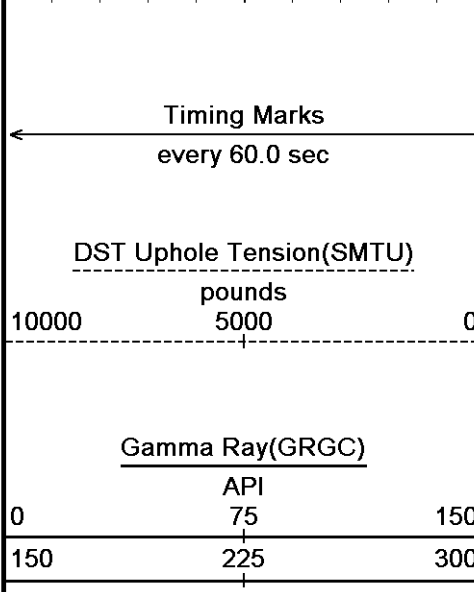 Timing Marks
every 60.0 sec
DST Uphole Tension(SMTU)
pounds
10000 5000 0
Gamma Ray(GRGC)
API
0 75 150
150 225 300